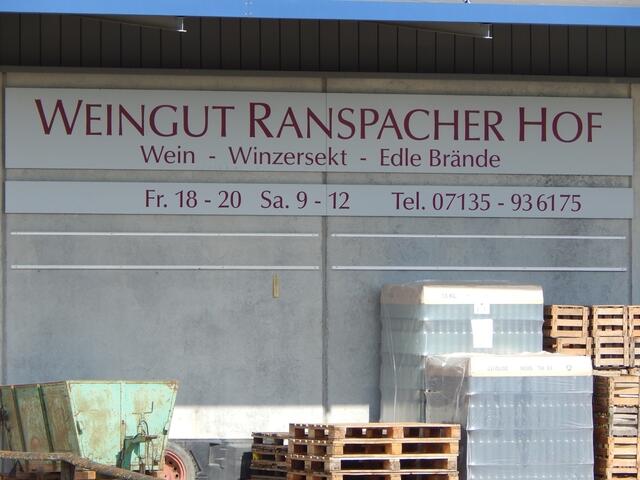 WEINGUT RANSPACHER HOF
Wein - Winzersekt - Edle Brände
Fr. 18 - 20 Sa. 9 - 12 Tel. 07135 - 936175